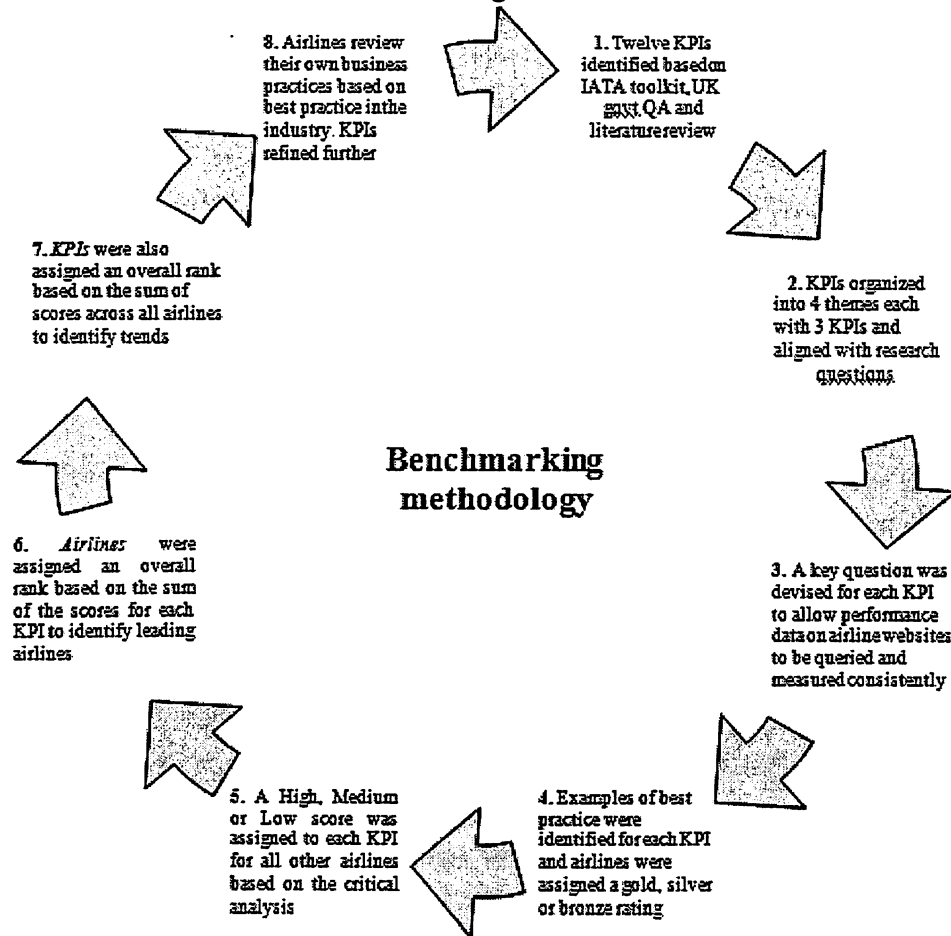 8. Airlines review
their own business
practices based on
best practice inthe
industry. KPIs
refined further
1. Twelve KPIs
identified basedon
IATA toolkit,UK
govt.QA and
literaturereview
2. KPIs organized
into 4 themes each
with 3 KPIs and
aligned with research
questions.
3. A key question was
devised for each KPI
to allow performance
dataon airlinewebsites
to be queried and
measured consistently
4. Examples of best
practice were
identified foreach KPI
and airlines were
assigned a gold, silver
or bronze rating
5. A High, Medium
or Low score was
assigned to each KPI
for all other airlines
based on the critical
analysis
6. Airlines were
assigned an overall
rank based on the sum
of the scores for each
KPI to identify leading
airlines
7. KPIs were also
assigned an overall rank
based on the sum of
scores across all airlines
to identify trends
Benchmarking
methodology